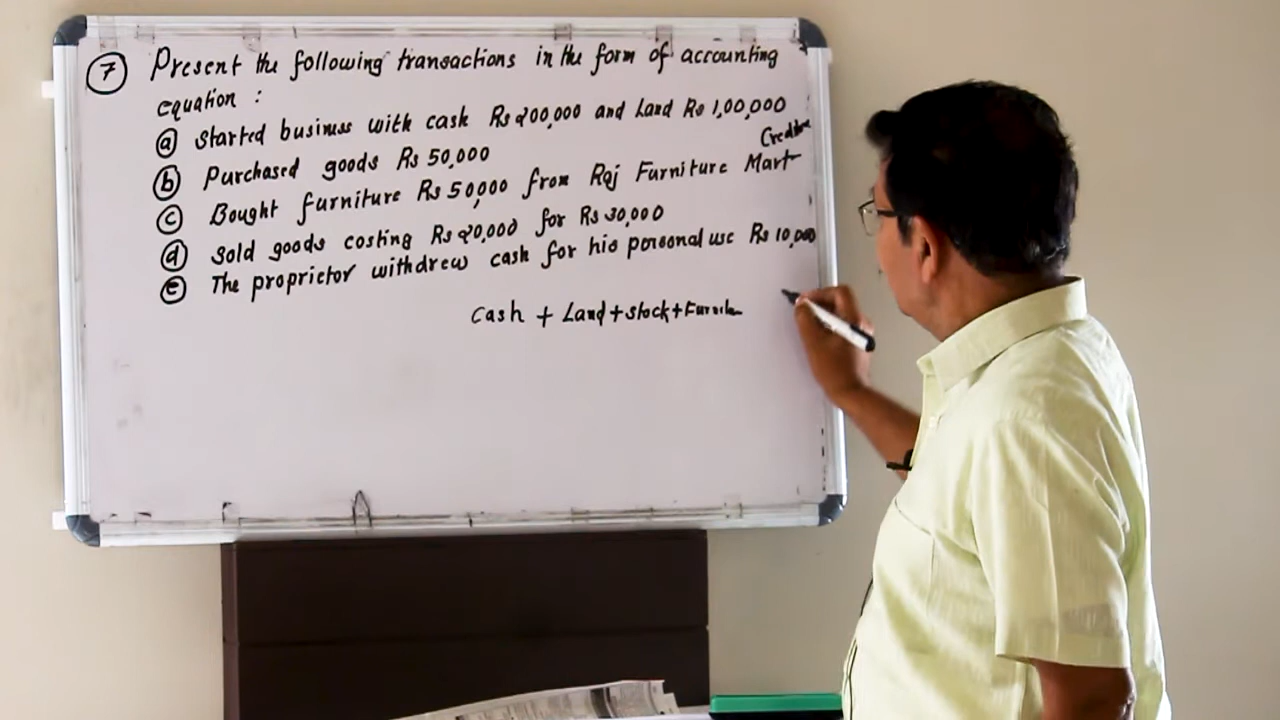 7 Present the following transactions in the form of accounting
equation :
a Started business with cash Rs 200,000 and Land Rs 1,00,000
b Purchased goods Rs 50,000
Creditor
c Bought furniture Rs 50,000 from Raj Furniture Mart
d Sold goods costing Rs 20,000 for Rs 30,000
e The proprietor withdrew cash for his personal use Rs 10,000
Cash + Land + Stock +